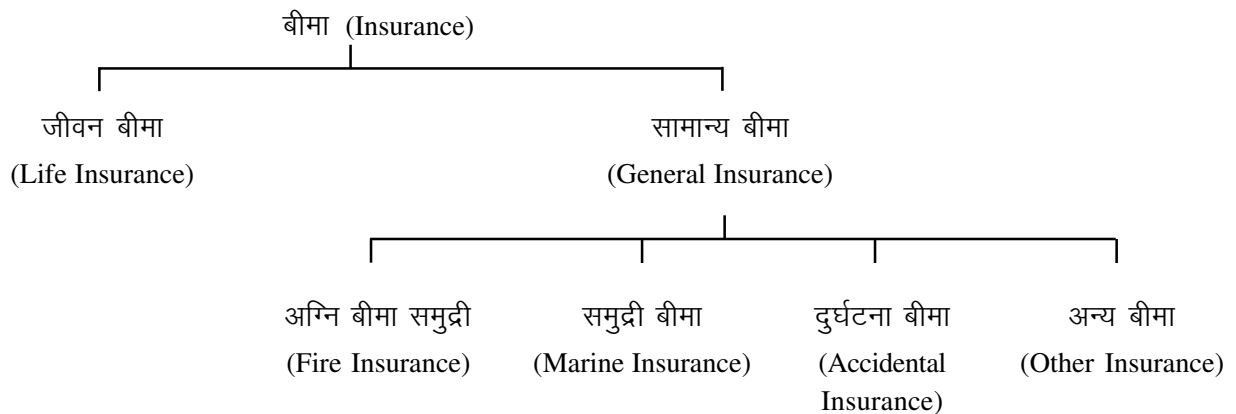 बीमा (Insurance)
जीवन बीमा
(Life Insurance)
सामान्य बीमा
(General Insurance)
अग्नि बीमा समुद्री
(Fire Insurance)
समुद्री बीमा
(Marine Insurance)
दुर्घटना बीमा
(Accidental
Insurance)
अन्य बीमा
(Other Insurance)